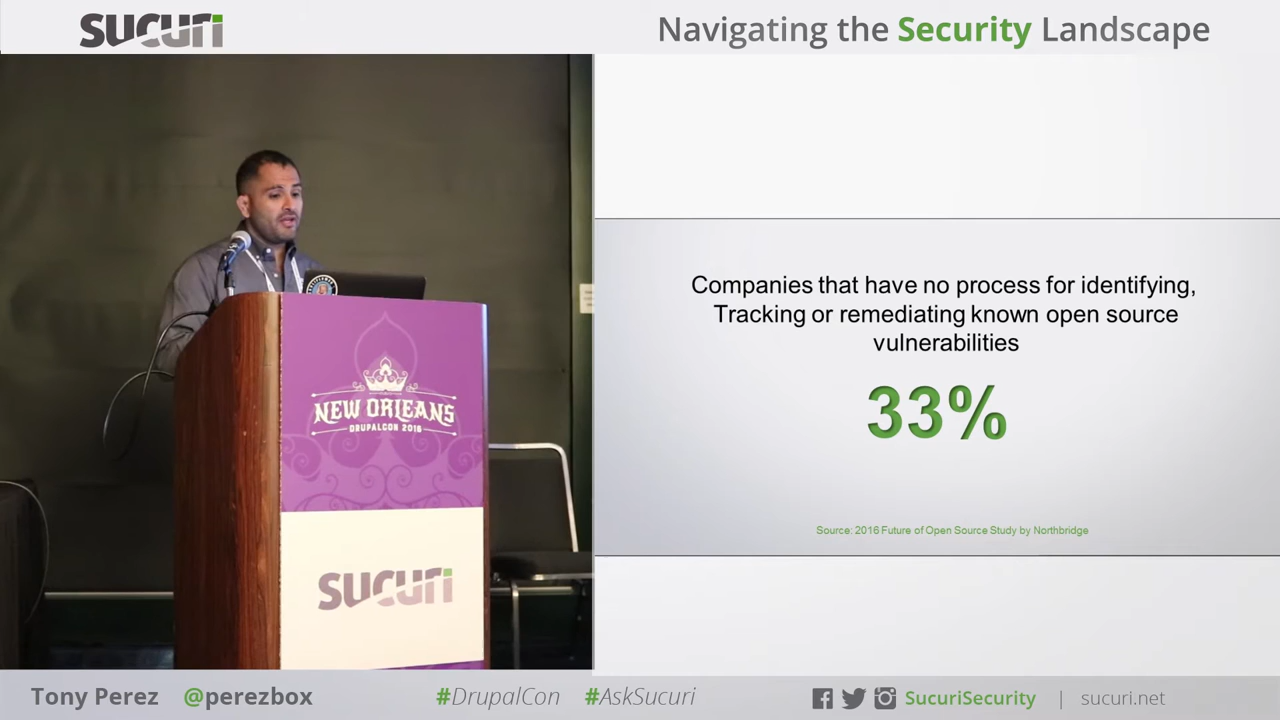 sucuri
Navigating the Security Landscape
NEW ORLEANS
DRUPALCON 2016
sucuri
Companies that have no process for identifying,
Tracking or remediating known open source
vulnerabilities
33%
Source: 2016 Future of Open Source Study by Northbridge
Tony Perez @perezbox #DrupalCon #AskSucuri SucuriSecurity | sucuri.net